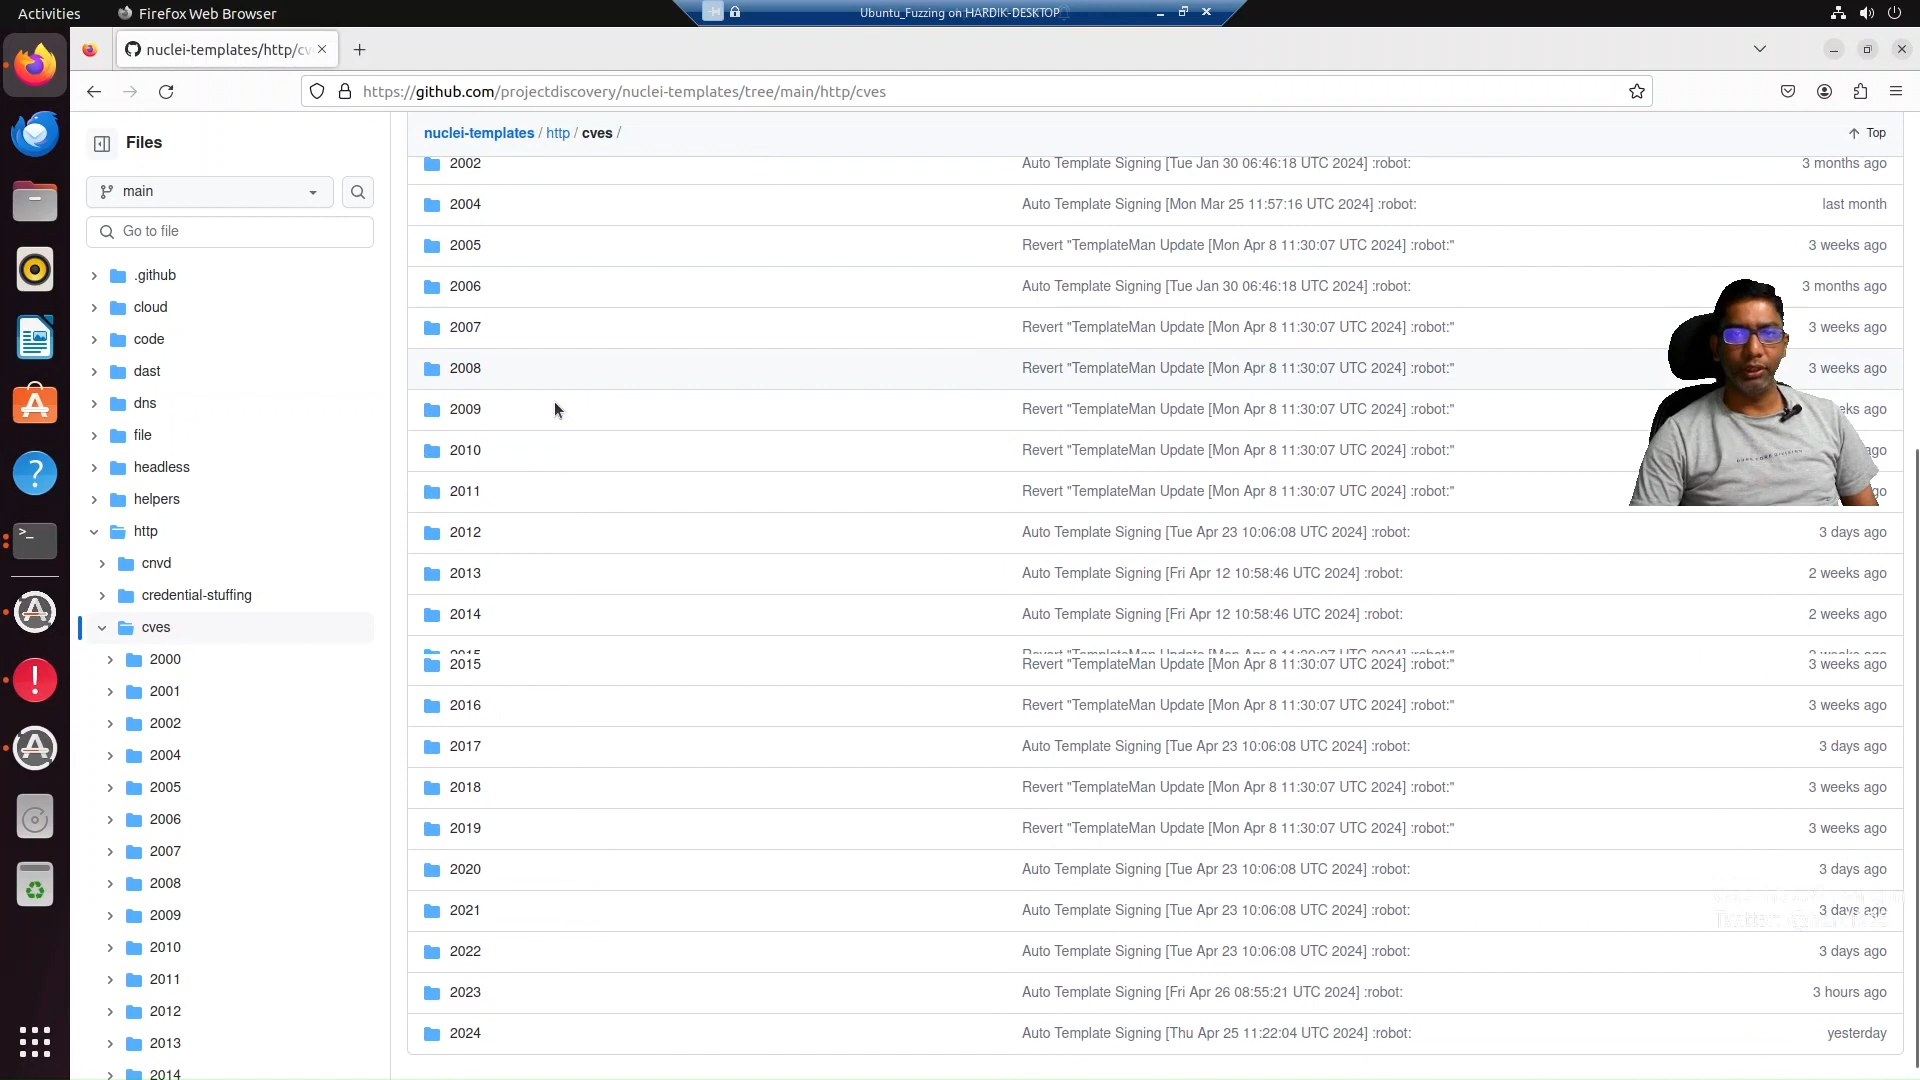 Activities
Firefox Web Browser
Ubuntu_Fuzzing on HARDIK-DESKTOP
nuclei-templates/http/cv
https://github.com/projectdiscovery/nuclei-templates/tree/main/http/cves
Files
main
Go to file
.github
cloud
code
dast
dns
file
headless
helpers
http
cnvd
credential-stuffing
cves
2000
2001
2002
2004
2005
2006
2007
2008
2009
2010
2011
2012
2013
2014
nuclei-templates / http / cves /
Top
2002 Auto Template Signing [Tue Jan 30 06:46:18 UTC 2024] :robot: 3 months ago
2004 Auto Template Signing [Mon Mar 25 11:57:16 UTC 2024] :robot: last month
2005 Revert "TemplateMan Update [Mon Apr 8 11:30:07 UTC 2024] :robot:" 3 weeks ago
2006 Auto Template Signing [Tue Jan 30 06:46:18 UTC 2024] :robot: 3 months ago
2007 Revert "TemplateMan Update [Mon Apr 8 11:30:07 UTC 2024] :robot:" 3 weeks ago
2008 Revert "TemplateMan Update [Mon Apr 8 11:30:07 UTC 2024] :robot:" 3 weeks ago
2009 Revert "TemplateMan Update [Mon Apr 8 11:30:07 UTC 2024] :robot:" eks ago
2010 Revert "TemplateMan Update [Mon Apr 8 11:30:07 UTC 2024] :robot:" ago
2011 Revert "TemplateMan Update [Mon Apr 8 11:30:07 UTC 2024] :robot:" go
2012 Auto Template Signing [Tue Apr 23 10:06:08 UTC 2024] :robot: 3 days ago
2013 Auto Template Signing [Fri Apr 12 10:58:46 UTC 2024] :robot: 2 weeks ago
2014 Auto Template Signing [Fri Apr 12 10:58:46 UTC 2024] :robot: 2 weeks ago
2015 Revert "TemplateMan Update [Mon Apr 8 11:30:07 UTC 2024] :robot:" 3 weeks ago
2016 Revert "TemplateMan Update [Mon Apr 8 11:30:07 UTC 2024] :robot:" 3 weeks ago
2017 Auto Template Signing [Tue Apr 23 10:06:08 UTC 2024] :robot: 3 days ago
2018 Revert "TemplateMan Update [Mon Apr 8 11:30:07 UTC 2024] :robot:" 3 weeks ago
2019 Revert "TemplateMan Update [Mon Apr 8 11:30:07 UTC 2024] :robot:" 3 weeks ago
2020 Auto Template Signing [Tue Apr 23 10:06:08 UTC 2024] :robot: 3 days ago
2021 Auto Template Signing [Tue Apr 23 10:06:08 UTC 2024] :robot: 3 days ago
2022 Auto Template Signing [Tue Apr 23 10:06:08 UTC 2024] :robot: 3 days ago
2023 Auto Template Signing [Fri Apr 26 08:55:21 UTC 2024] :robot: 3 hours ago
2024 Auto Template Signing [Thu Apr 25 11:22:04 UTC 2024] :robot: yesterday